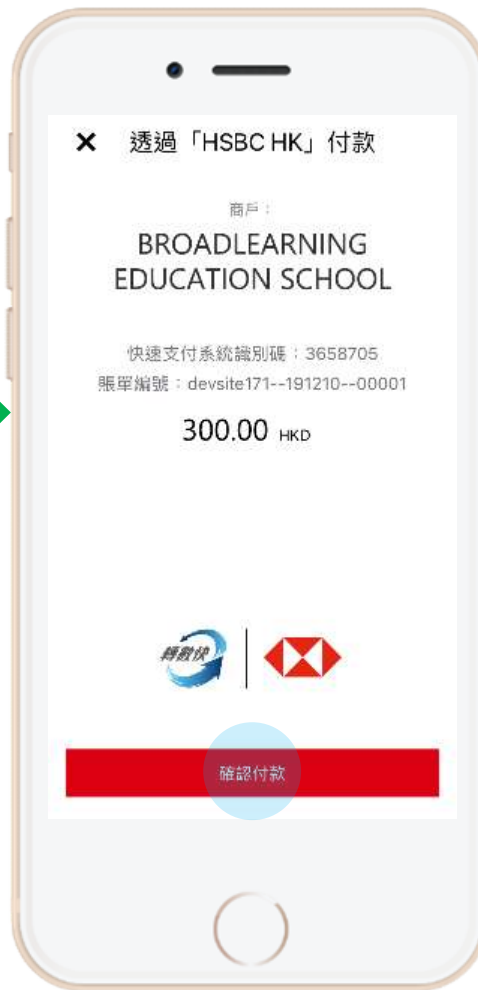 透過「HSBC HK」付款
商戶：
BROADLEARNING
EDUCATION SCHOOL
快速支付系統識別碼：3658705
賬單編號：devsite171--191210--00001
300.00 HKD
轉數快
確認付款